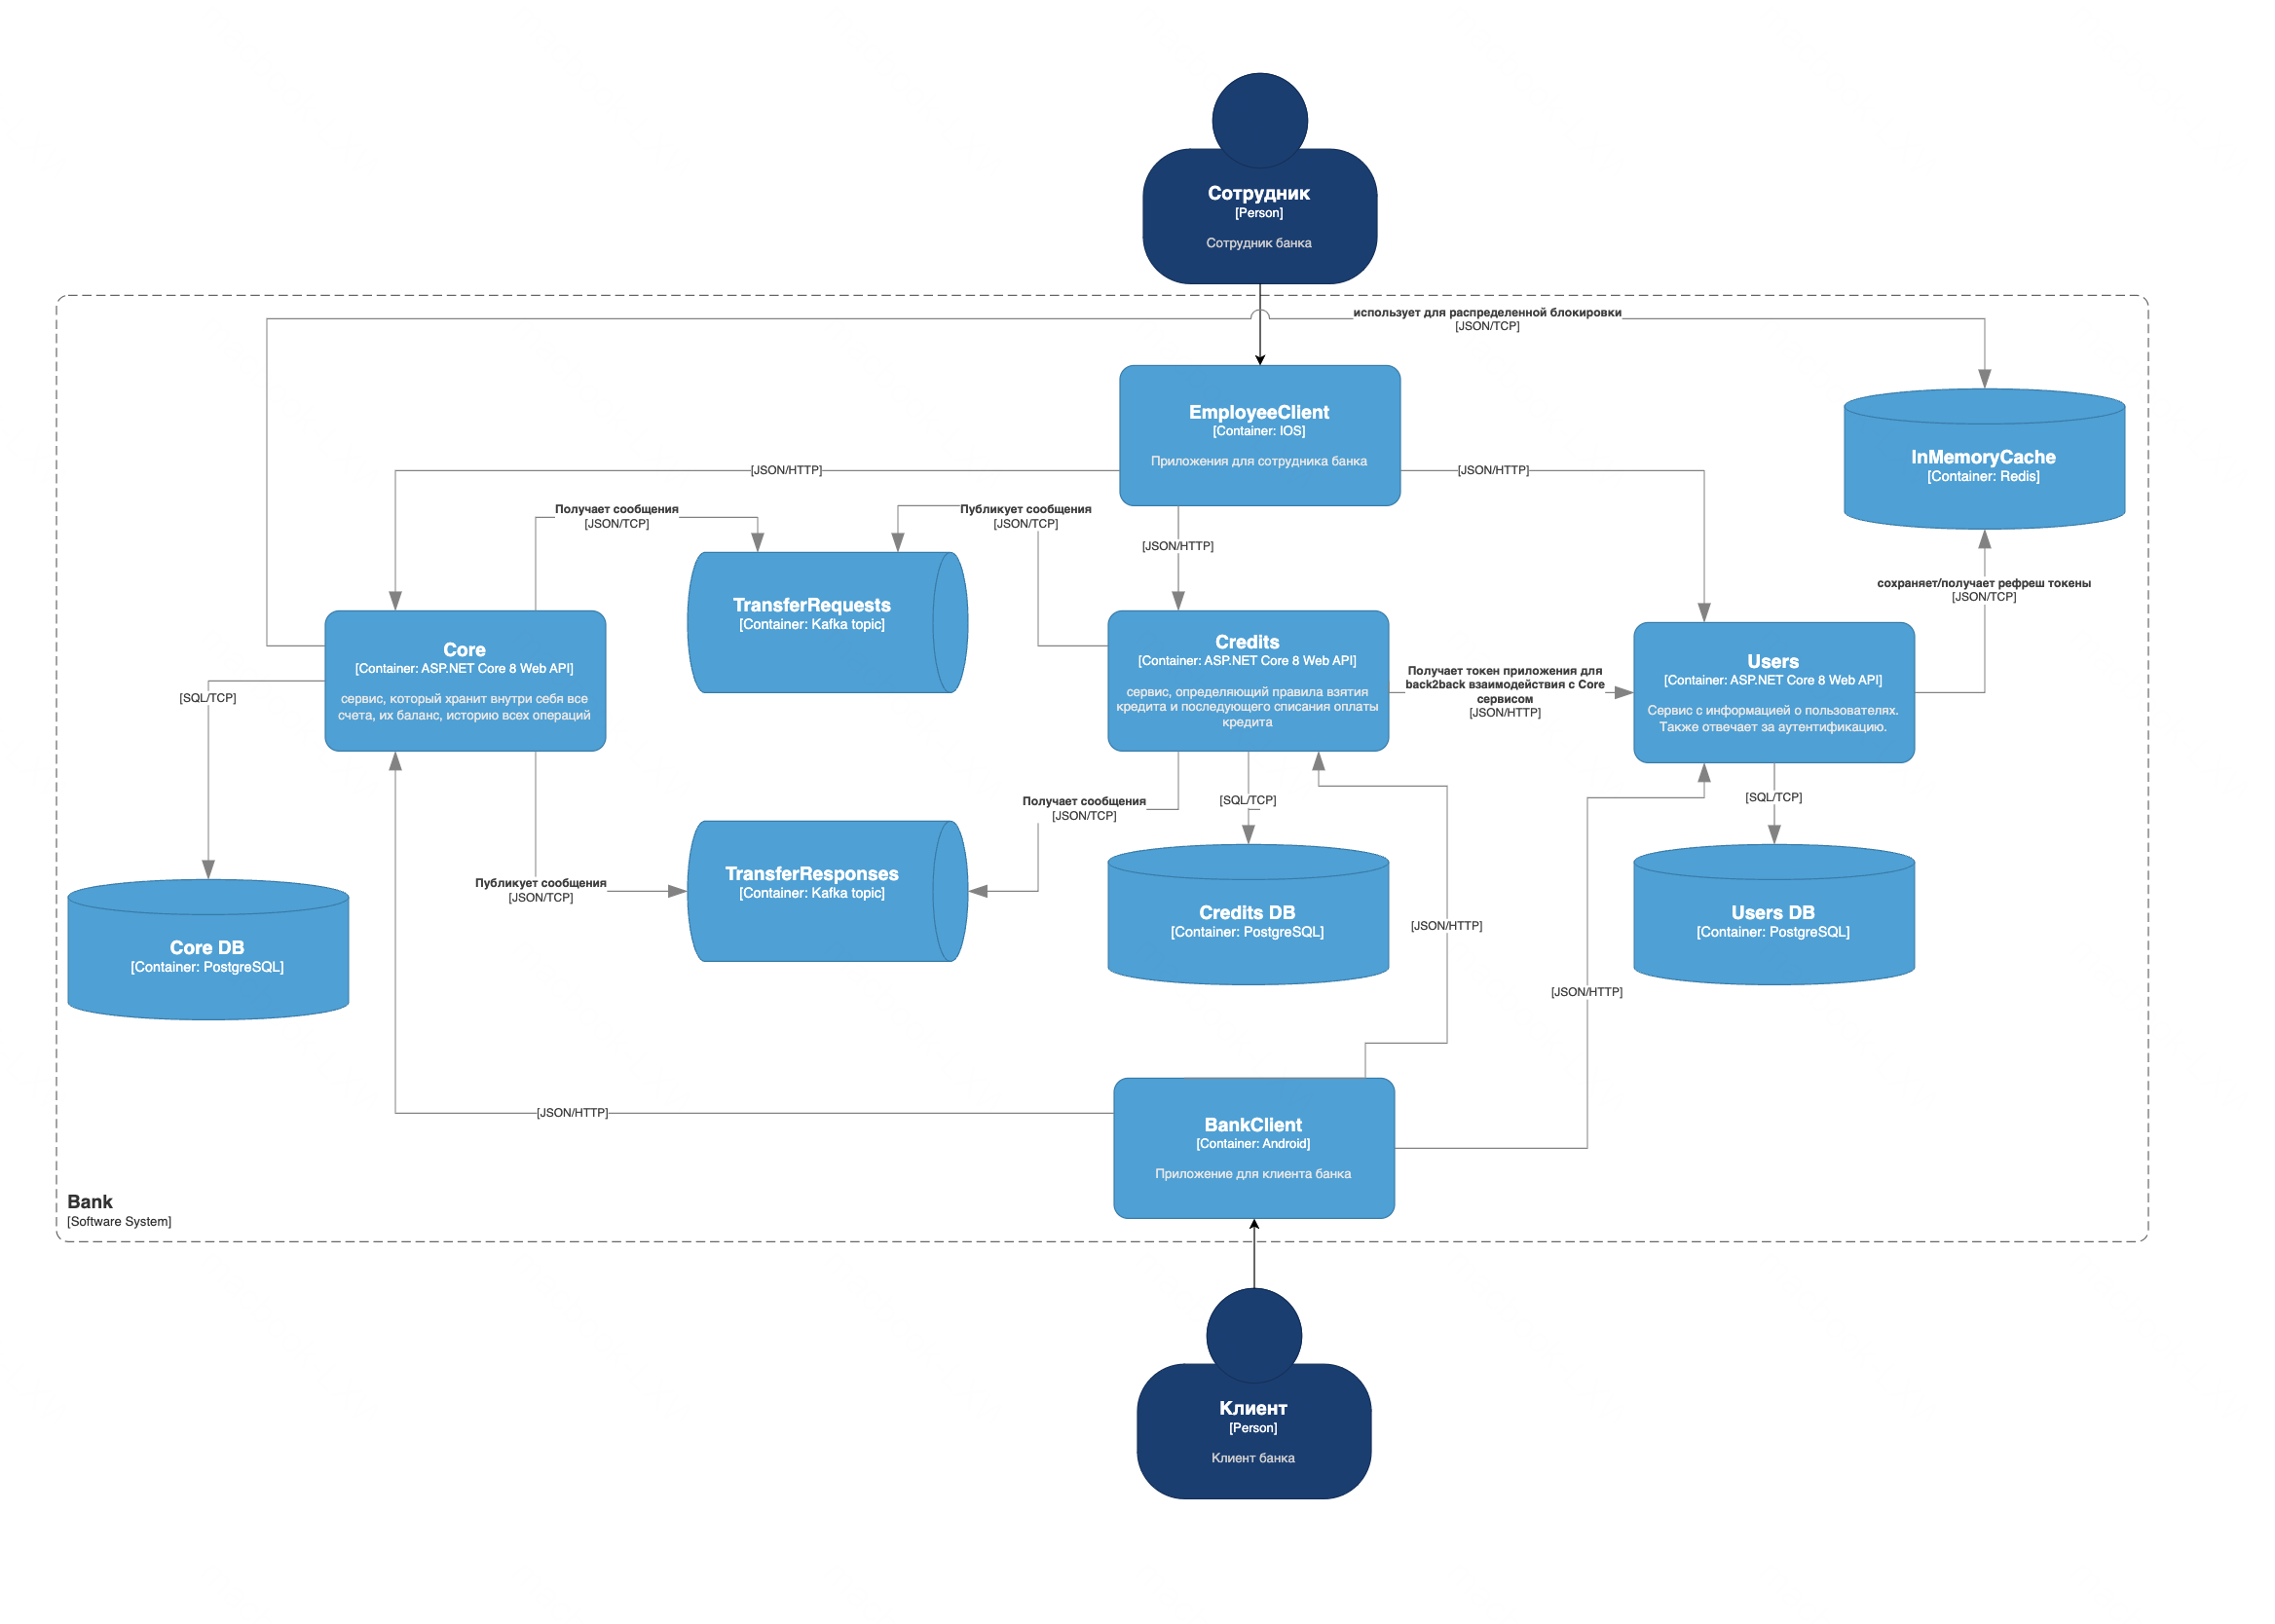 Сотрудник
[Person]
Сотрудник банка
использует для распределенной блокировки
[JSON/TCP]
EmployeeClient
[Container: IOS]
Приложения для сотрудника банка
InMemoryCache
[Container: Redis]
[JSON/HTTP]
[JSON/HTTP]
Получает сообщения
[JSON/TCP]
Публикует сообщения
[JSON/TCP]
[JSON/HTTP]
сохраняет/получает рефреш токены
[JSON/TCP]
TransferRequests
[Container: Kafka topic]
Core
[Container: ASP.NET Core 8 Web API]
сервис, который хранит внутри себя все
счета, их баланс, историю всех операций
Credits
[Container: ASP.NET Core 8 Web API]
сервис, определяющий правила взятия
кредита и последующего списания оплаты
кредита
Получает токен приложения для
back2back взаимодействия с Core
сервисом
[JSON/HTTP]
Users
[Container: ASP.NET Core 8 Web API]
Сервис с информацией о пользователях.
Также отвечает за аутентификацию.
[SQL/TCP]
Получает сообщения
[JSON/TCP]
[SQL/TCP]
[SQL/TCP]
Публикует сообщения
[JSON/TCP]
TransferResponses
[Container: Kafka topic]
Credits DB
[Container: PostgreSQL]
Users DB
[Container: PostgreSQL]
Core DB
[Container: PostgreSQL]
[JSON/HTTP]
[JSON/HTTP]
[JSON/HTTP]
BankClient
[Container: Android]
Приложение для клиента банка
Bank
[Software System]
Клиент
[Person]
Клиент банка